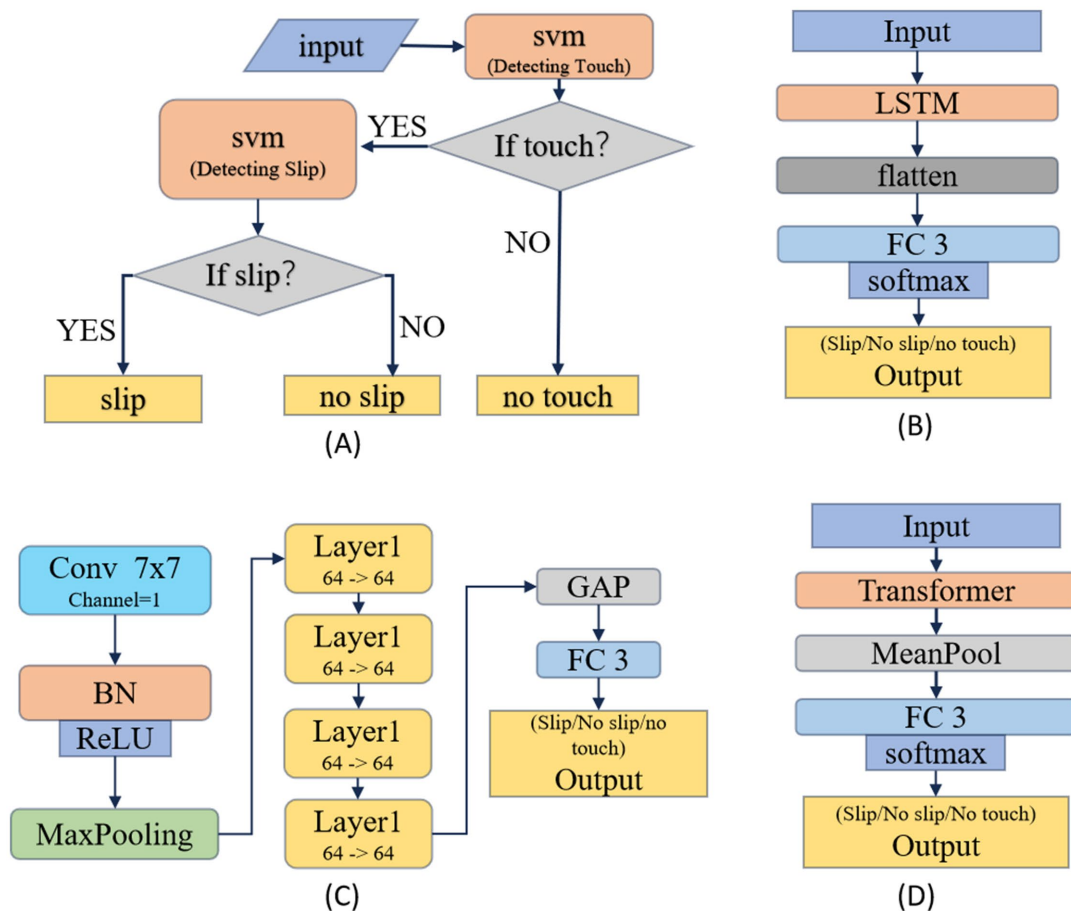 input
svm
(Detecting Touch)
If touch?
YES
svm
(Detecting Slip)
NO
If slip?
YES
NO
slip
no slip
no touch
(A)
Input
LSTM
flatten
FC 3
softmax
(Slip/No slip/no touch)
Output
(B)
Conv 7x7
Channel=1
BN
ReLU
MaxPooling
Layer1
64 -> 64
Layer1
64 -> 64
Layer1
64 -> 64
Layer1
64 -> 64
GAP
FC 3
(Slip/No slip/no
touch)
Output
(C)
Input
Transformer
MeanPool
FC 3
softmax
(Slip/No slip/No touch)
Output
(D)